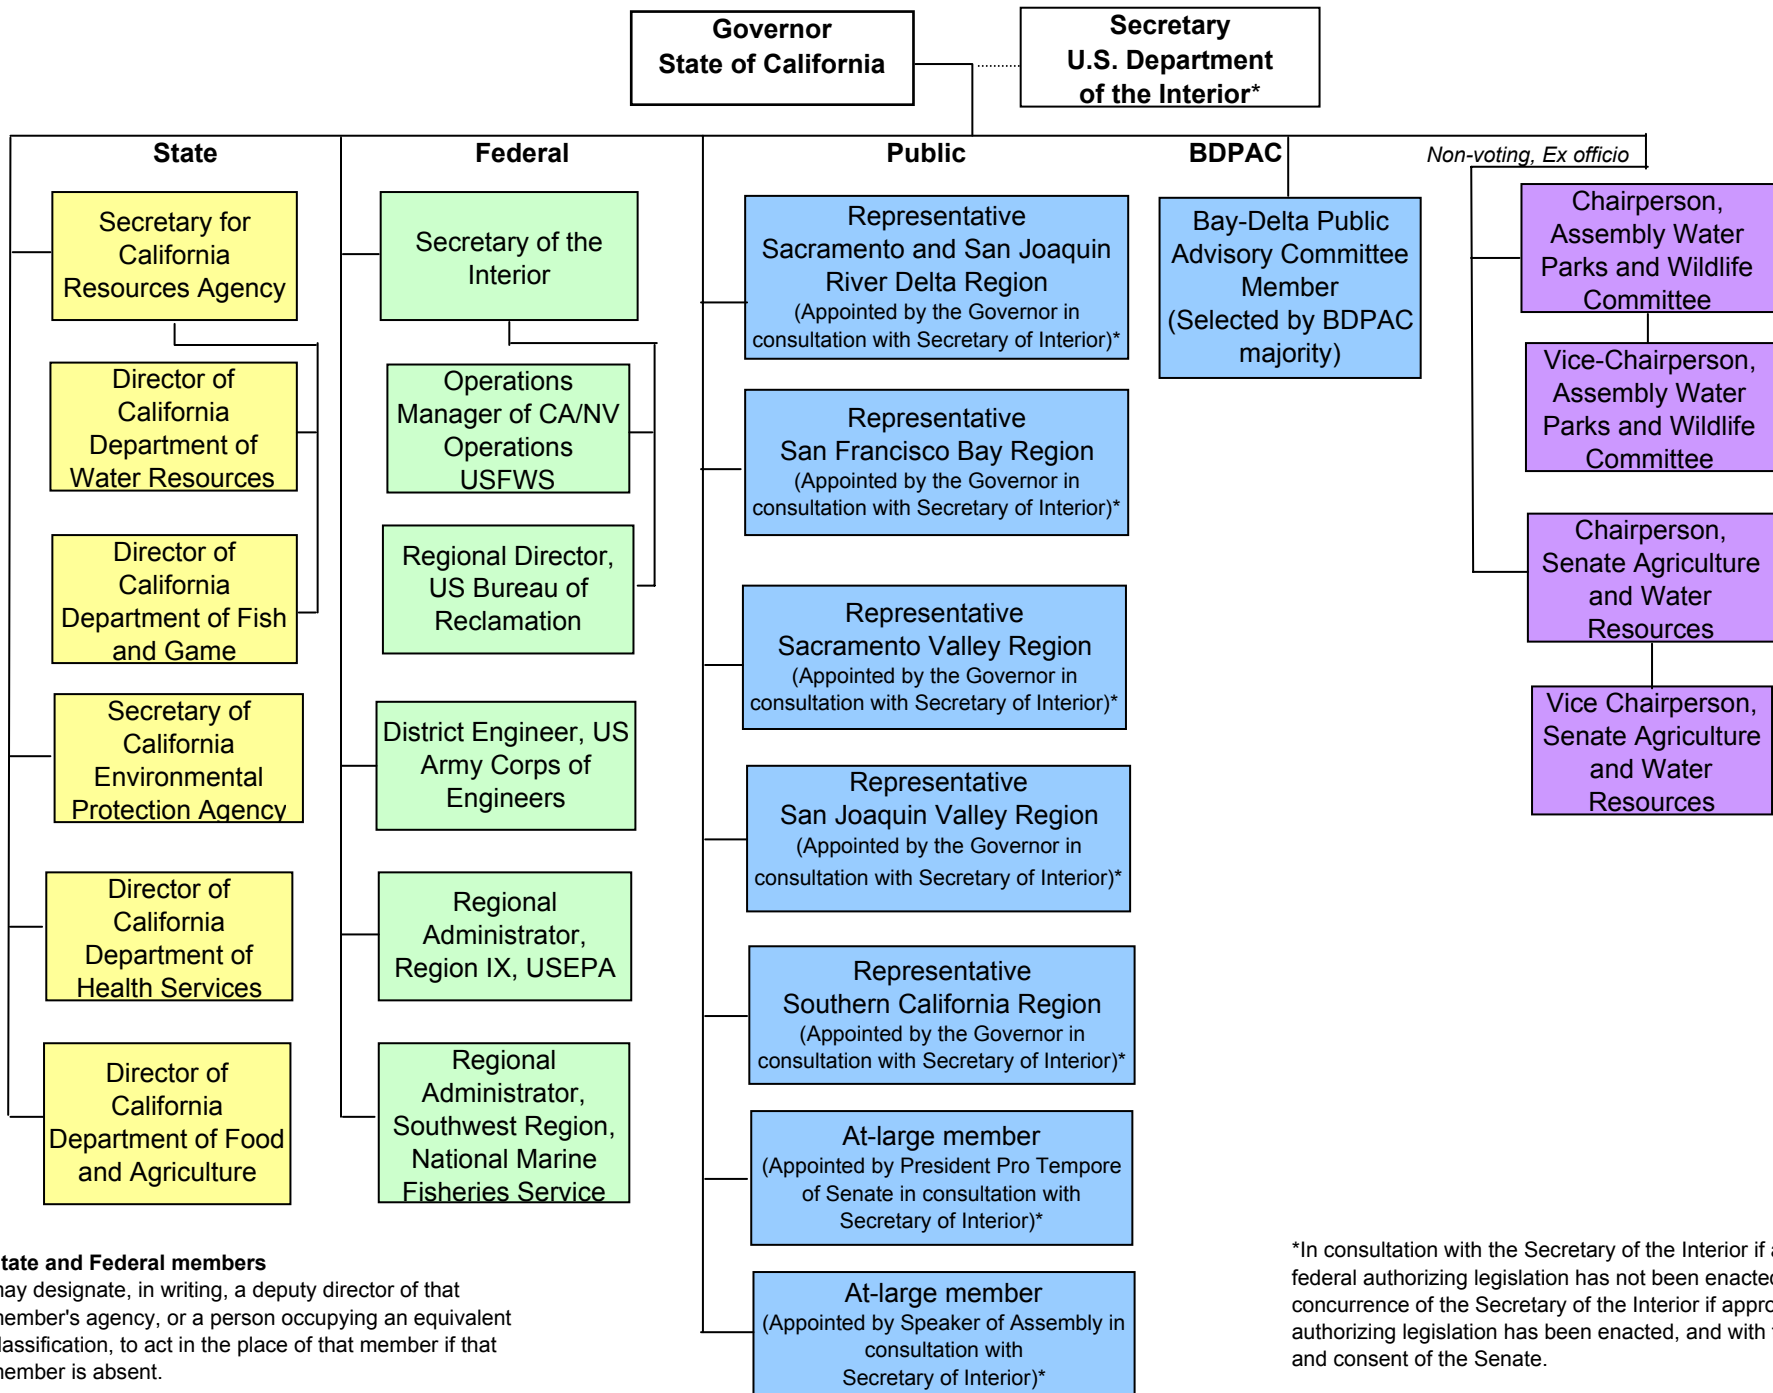 Governor
State of California
Secretary
U.S. Department
of the Interior*
State
Federal
Public
BDPAC
Non-voting, Ex officio
Secretary for
California
Resources Agency
Director of
California
Department of
Water Resources
Director of
California
Department of Fish
and Game
Secretary of
California
Environmental
Protection Agency
Director of
California
Department of
Health Services
Director of
California
Department of Food
and Agriculture
Secretary of the
Interior
Operations
Manager of CA/NV
Operations
USFWS
Regional Director,
US Bureau of
Reclamation
District Engineer, US
Army Corps of
Engineers
Regional
Administrator,
Region IX, USEPA
Regional
Administrator,
Southwest Region,
National Marine
Fisheries Service
Representative
Sacramento and San Joaquin
River Delta Region
(Appointed by the Governor in
consultation with Secretary of Interior)*
Representative
San Francisco Bay Region
(Appointed by the Governor in
consultation with Secretary of Interior)*
Representative
Sacramento Valley Region
(Appointed by the Governor in
consultation with Secretary of Interior)*
Representative
San Joaquin Valley Region
(Appointed by the Governor in
consultation with Secretary of Interior)*
Representative
Southern California Region
(Appointed by the Governor in
consultation with Secretary of Interior)*
At-large member
(Appointed by President Pro Tempore
of Senate in consultation with
Secretary of Interior)*
At-large member
(Appointed by Speaker of Assembly in
consultation with
Secretary of Interior)*
Bay-Delta Public
Advisory Committee
Member
(Selected by BDPAC
majority)
Chairperson,
Assembly Water
Parks and Wildlife
Committee
Vice-Chairperson,
Assembly Water
Parks and Wildlife
Committee
Chairperson,
Senate Agriculture
and Water
Resources
Vice Chairperson,
Senate Agriculture
and Water
Resources
tate and Federal members
ay designate, in writing, a deputy director of that
ember's agency, or a person occupying an equivalent
lassification, to act in the place of that member if that
ember is absent.
*In consultation with the Secretary of the Interior if a
federal authorizing legislation has not been enacted
concurrence of the Secretary of the Interior if appro
authorizing legislation has been enacted, and with
and consent of the Senate.